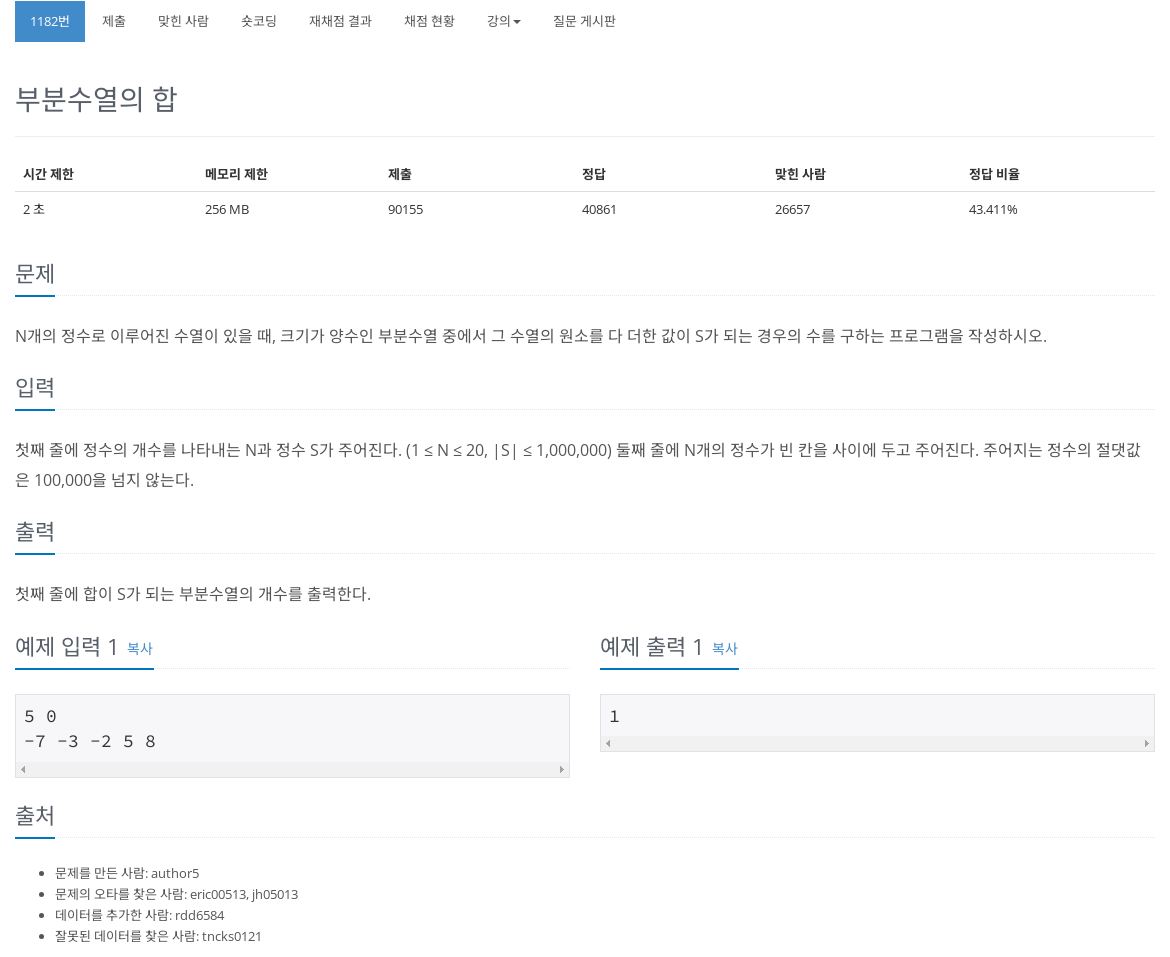 1182번 제출 맞힌 사람 숏코딩 재채점 결과 채점 현황 강의 질문 게시판
부분수열의 합
시간 제한 메모리 제한 제출 정답 맞힌 사람 정답 비율
2 초 256 MB 90155 40861 26657 43.411%
문제
N개의 정수로 이루어진 수열이 있을 때, 크기가 양수인 부분수열 중에서 그 수열의 원소를 다 더한 값이 S가 되는 경우의 수를 구하는 프로그램을 작성하시오.
입력
첫째 줄에 정수의 개수를 나타내는 N과 정수 S가 주어진다. (1 ≤ N ≤ 20, |S| ≤ 1,000,000) 둘째 줄에 N개의 정수가 빈 칸을 사이에 두고 주어진다. 주어지는 정수의 절댓값
은 100,000을 넘지 않는다.
출력
첫째 줄에 합이 S가 되는 부분수열의 개수를 출력한다.
예제 입력 1 복사
5 0
-7 -3 -2 5 8
예제 출력 1 복사
1
출처
문제를 만든 사람: author5
문제의 오타를 찾은 사람: eric00513, jh05013
데이터를 추가한 사람: rdd6584
잘못된 데이터를 찾은 사람: tncks0121